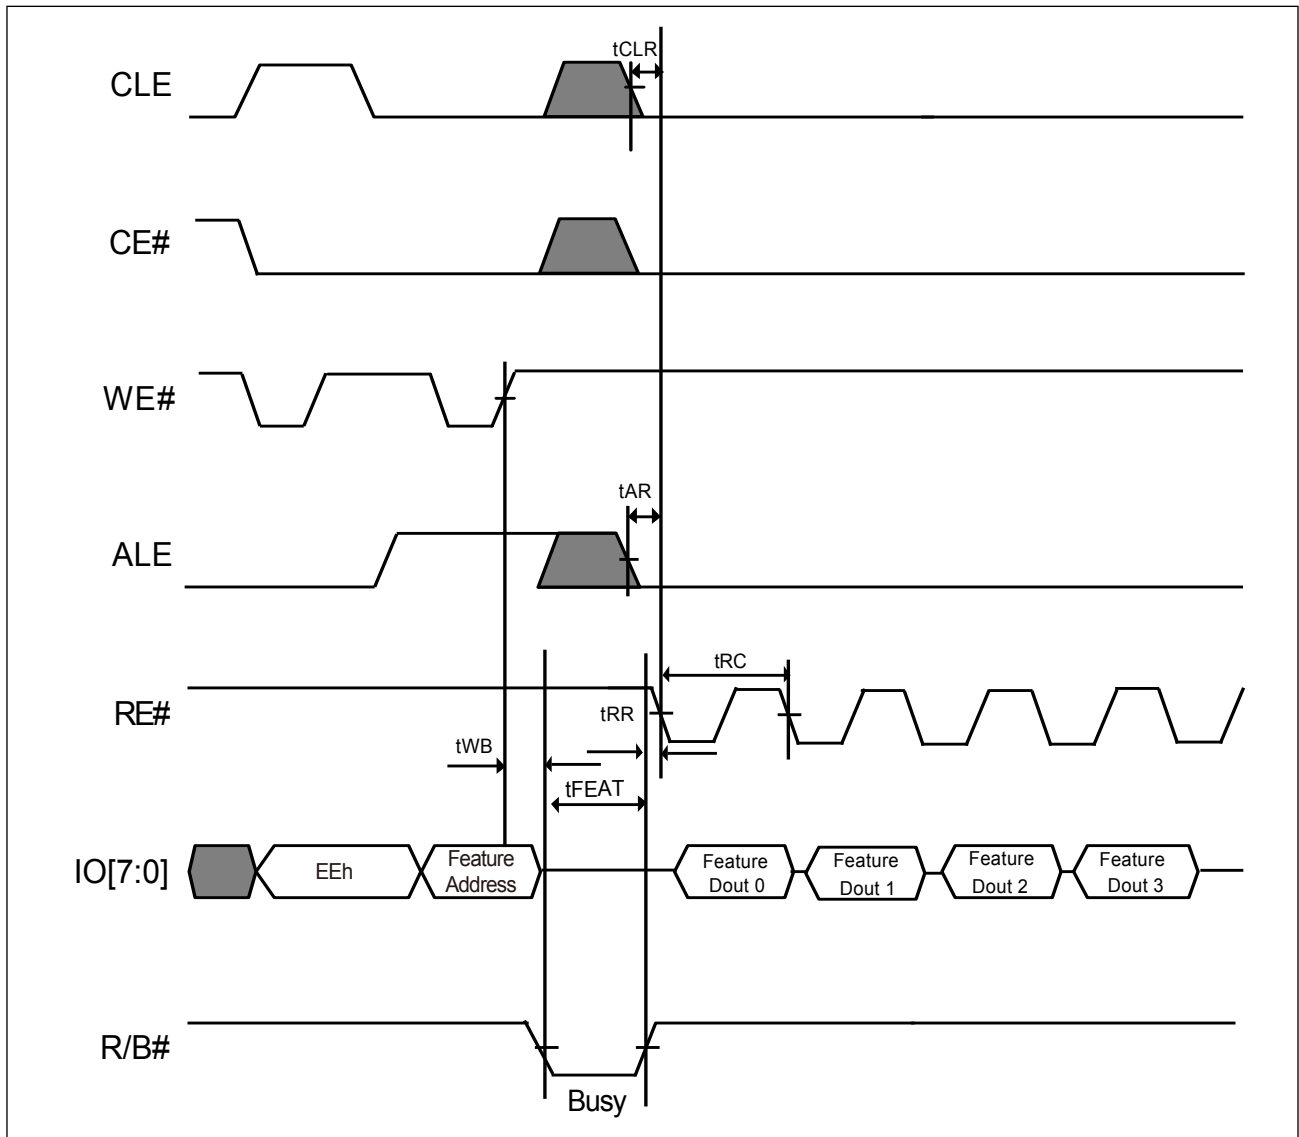 tCLR
CLE
CE#
WE#
tAR
ALE
tRC
RE#
tRR
tWB
tFEAT
IO[7:0]
EEh
Feature
Address
Feature
Dout 0
Feature
Dout 1
Feature
Dout 2
Feature
Dout 3
R/B#
Busy